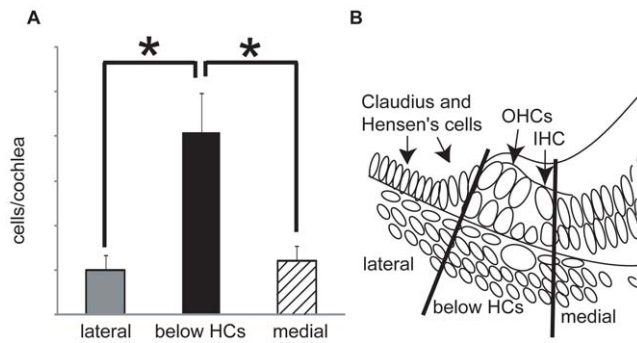 A
*
*
cells/cochlea
lateral
below HCs
medial
B
Claudius and
Hensen's cells
OHCs
IHC
lateral
below HCs
medial